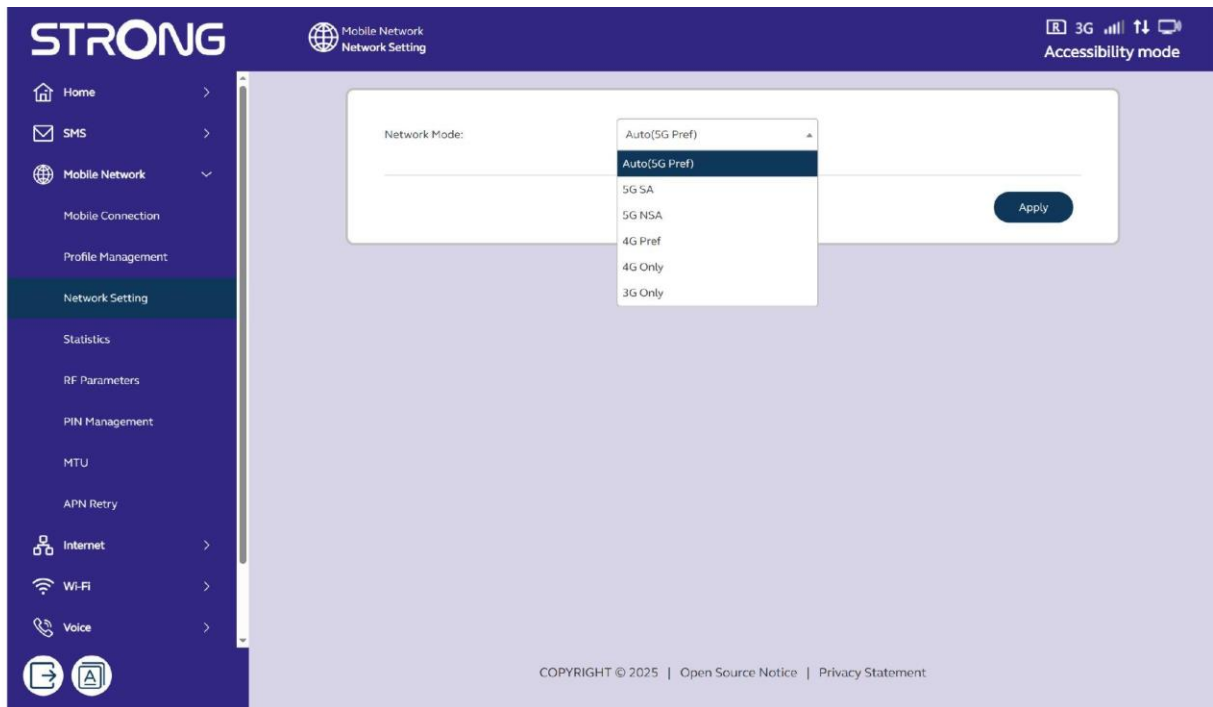 STRONG
Mobile Network
Network Setting
R 3G
Accessibility mode
Home
SMS
Mobile Network
Mobile Connection
Profile Management
Network Setting
Statistics
RF Parameters
PIN Management
MTU
APN Retry
Internet
Wi-Fi
Voice
A
Network Mode:
Auto(5G Pref)
Auto(5G Pref)
5G SA
5G NSA
4G Pref
4G Only
3G Only
Apply
COPYRIGHT © 2025 | Open Source Notice | Privacy Statement